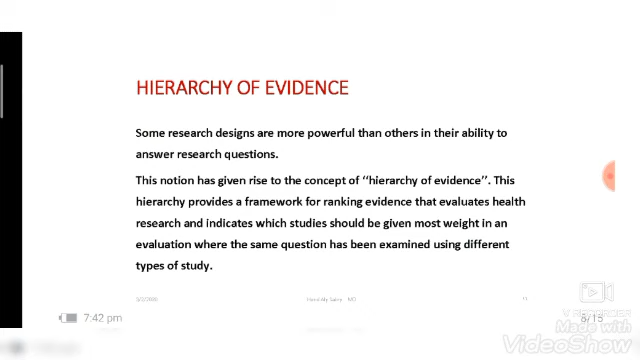 HIERARCHY OF EVIDENCE
Some research designs are more powerful than others in their ability to
answer research questions.
This notion has given rise to the concept of ‘‘hierarchy of evidence’’. This
hierarchy provides a framework for ranking evidence that evaluates health
research and indicates which studies should be given most weight in an
evaluation where the same question has been examined using different
types of study.
7:42 pm
8/15
Made with
VideoShow